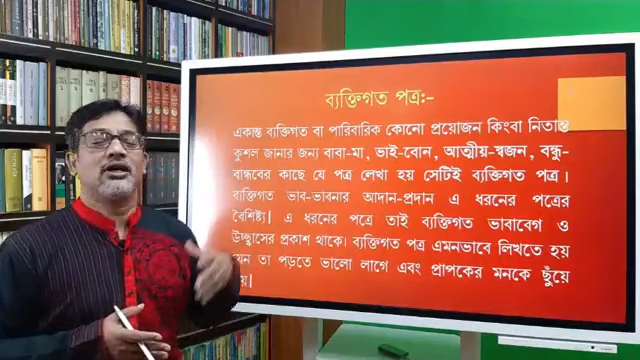 ব্যক্তিগত পত্র:-
একান্ত ব্যক্তিগত বা পারিবারিক কোনো প্রয়োজন কিংবা নিতান্ত
কুশল জানার জন্য বাবা-মা, ভাই-বোন, আত্মীয়-স্বজন, বন্ধু-
বান্ধবের কাছে যে পত্র লেখা হয় সেটিই ব্যক্তিগত পত্র।
ব্যক্তিগত ভাব-ভাবনার আদান-প্রদান এ ধরনের পত্রের
বৈশিষ্ট্য। এ ধরনের পত্রে তাই ব্যক্তিগত ভাবাবেগ ও
উচ্ছ্বাসের প্রকাশ থাকে। ব্যক্তিগত পত্র এমনভাবে লিখতে হয়
যেন তা পড়তে ভালো লাগে এবং প্রাপকের মনকে ছুঁয়ে